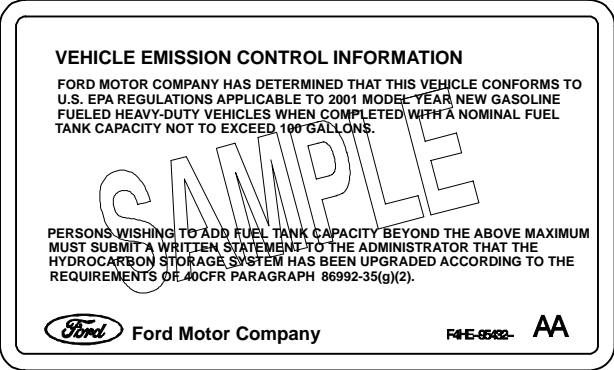 VEHICLE EMISSION CONTROL INFORMATION
FORD MOTOR COMPANY HAS DETERMINED THAT THIS VEHICLE CONFORMS TO
U.S. EPA REGULATIONS APPLICABLE TO 2001 MODEL YEAR NEW GASOLINE
FUELED HEAVY-DUTY VEHICLES WHEN COMPLETED WITH A NOMINAL FUEL
TANK CAPACITY NOT TO EXCEED 100 GALLONS.
SAMPLE
PERSONS WISHING TO ADD FUEL TANK CAPACITY BEYOND THE ABOVE MAXIMUM
MUST SUBMIT A WRITTEN STATEMENT TO THE ADMINISTRATOR THAT THE
HYDROCARBON STORAGE SYSTEM HAS BEEN UPGRADED ACCORDING TO THE
REQUIREMENTS OF 40CFR PARAGRAPH 86992-35(g)(2).
Ford Ford Motor Company AA